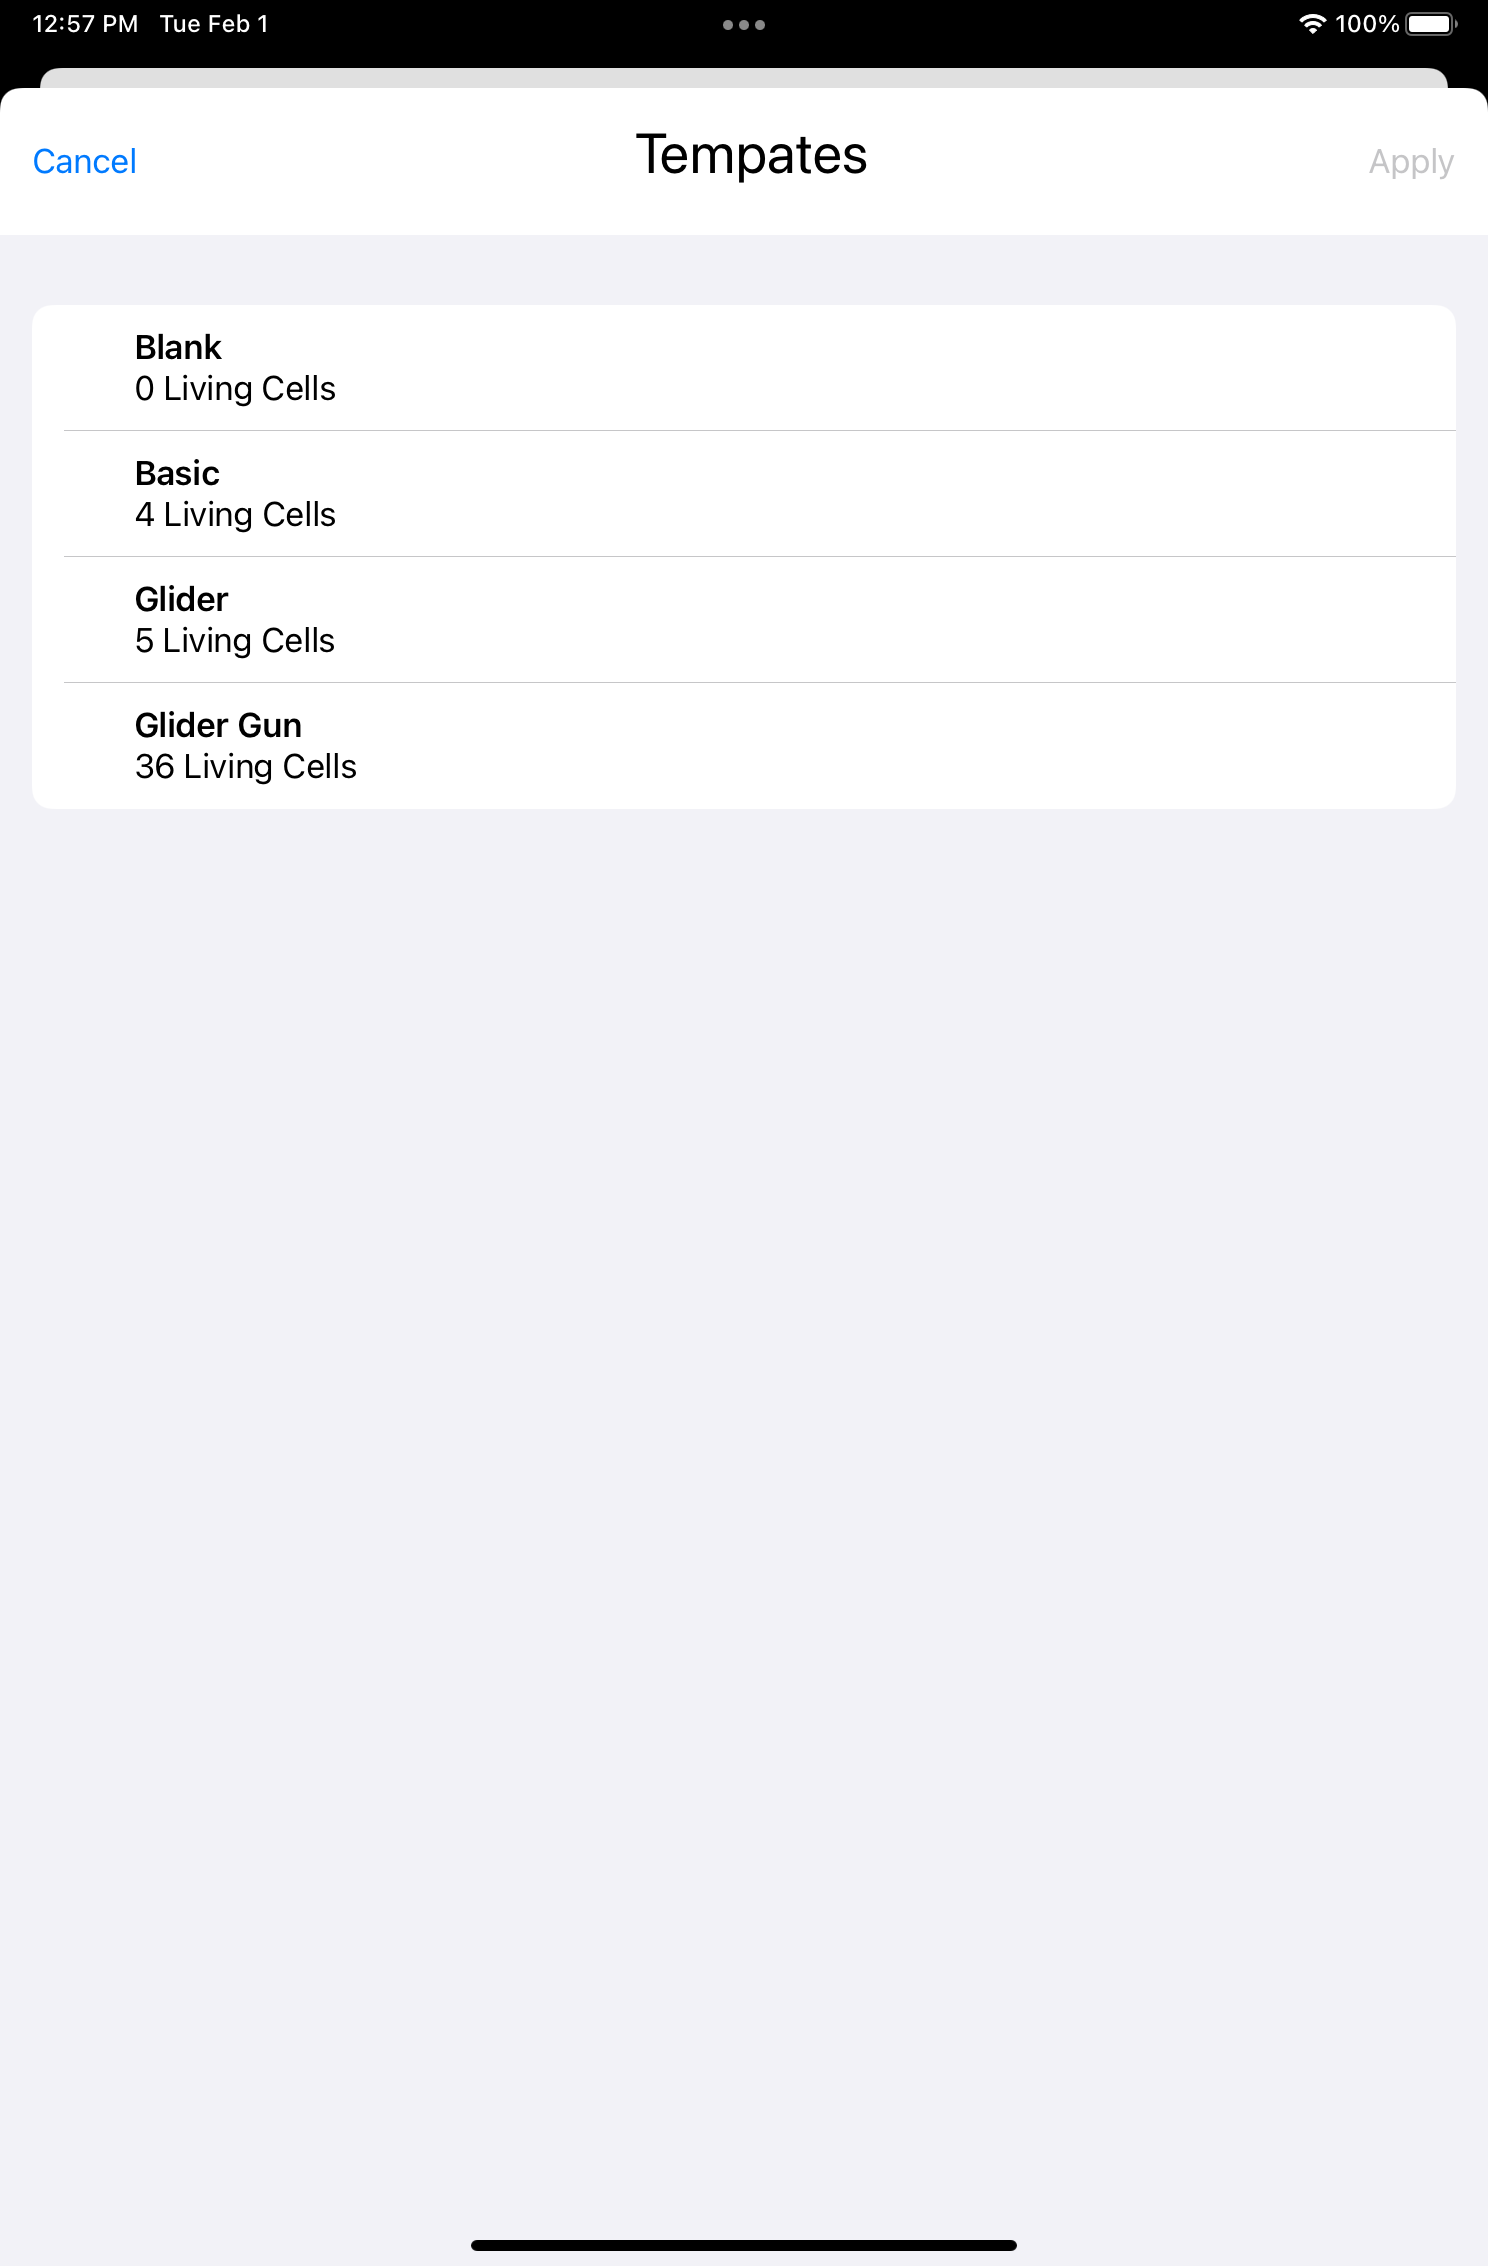 12:57 PM Tue Feb 1
100%
Cancel
Tempates
Apply
Blank
0 Living Cells
Basic
4 Living Cells
Glider
5 Living Cells
Glider Gun
36 Living Cells